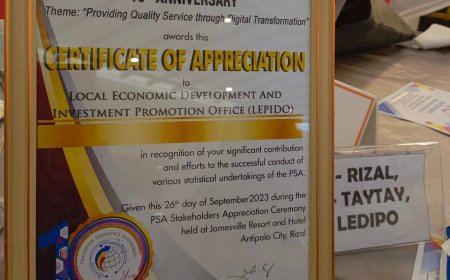 ANNIVERSARY
Theme: "Providing Quality Service through Digital Transformation"
awards this
CERTIFICATE OF APPRECIATION
to
LOCAL ECONOMIC DEVELOPMENT AND
INVESTMENT PROMOTION OFFICE (LEPIDO)
in recognition of your significant contribution
and efforts to the successful conduct of
various statistical undertakings of the PSA.
Given this 26th day of September2023 during the
PSA Stakeholders Appreciation Ceremony
held at Jamesville Resort and Hotel
Antipolo City, Rizal
- RIZAL,
- TAYTAY,
LEDIPO